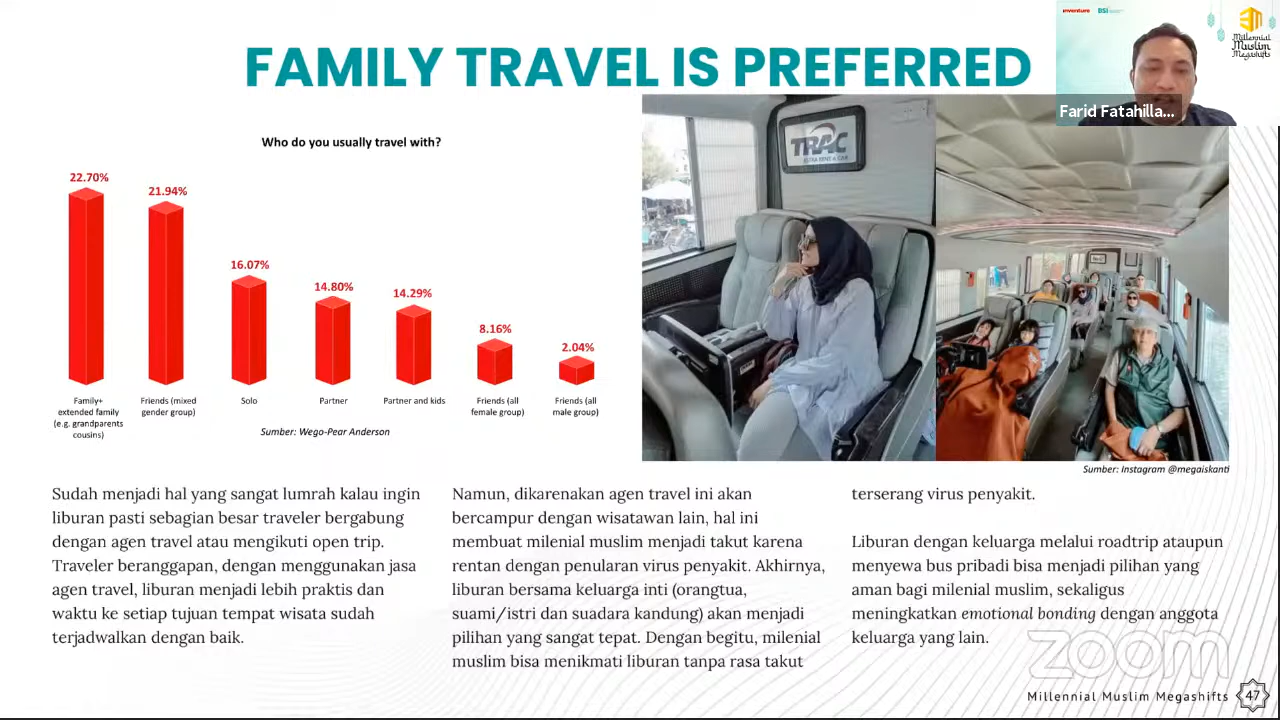 FAMILY TRAVEL IS PREFERRED
inventure
BSI
Millennial
Muslim
Megashifts
Farid Fatahilla...
Who do you usually travel with?
22.70%
21.94%
16.07%
14.80%
14.29%
8.16%
2.04%
Family+
extended family
(e.g. grandparents
cousins)
Friends (mixed
gender group)
Solo
Partner
Partner and kids
Friends (all
female group)
Friends (all
male group)
Sumber: Wego-Pear Anderson
TRAC
ASTRA RENT A CAR
Sumber: Instagram @megaiskanti
Sudah menjadi hal yang sangat lumrah kalau ingin
liburan pasti sebagian besar traveler bergabung
dengan agen travel atau mengikuti open trip.
Traveler beranggapan, dengan menggunakan jasa
agen travel, liburan menjadi lebih praktis dan
waktu ke setiap tujuan tempat wisata sudah
terjadwalkan dengan baik.
Namun, dikarenakan agen travel ini akan
bercampur dengan wisatawan lain, hal ini
membuat milenial muslim menjadi takut karena
rentan dengan penularan virus penyakit. Akhirnya,
liburan bersama keluarga inti (orangtua,
suami/istri dan suadara kandung) akan menjadi
pilihan yang sangat tepat. Dengan begitu, milenial
muslim bisa menikmati liburan tanpa rasa takut
terserang virus penyakit.
Liburan dengan keluarga melalui roadtrip ataupun
menyewa bus pribadi bisa menjadi pilihan yang
aman bagi milenial muslim, sekaligus
meningkatkan emotional bonding dengan anggota
keluarga yang lain.
zoom
Millennial Muslim Megashifts
47